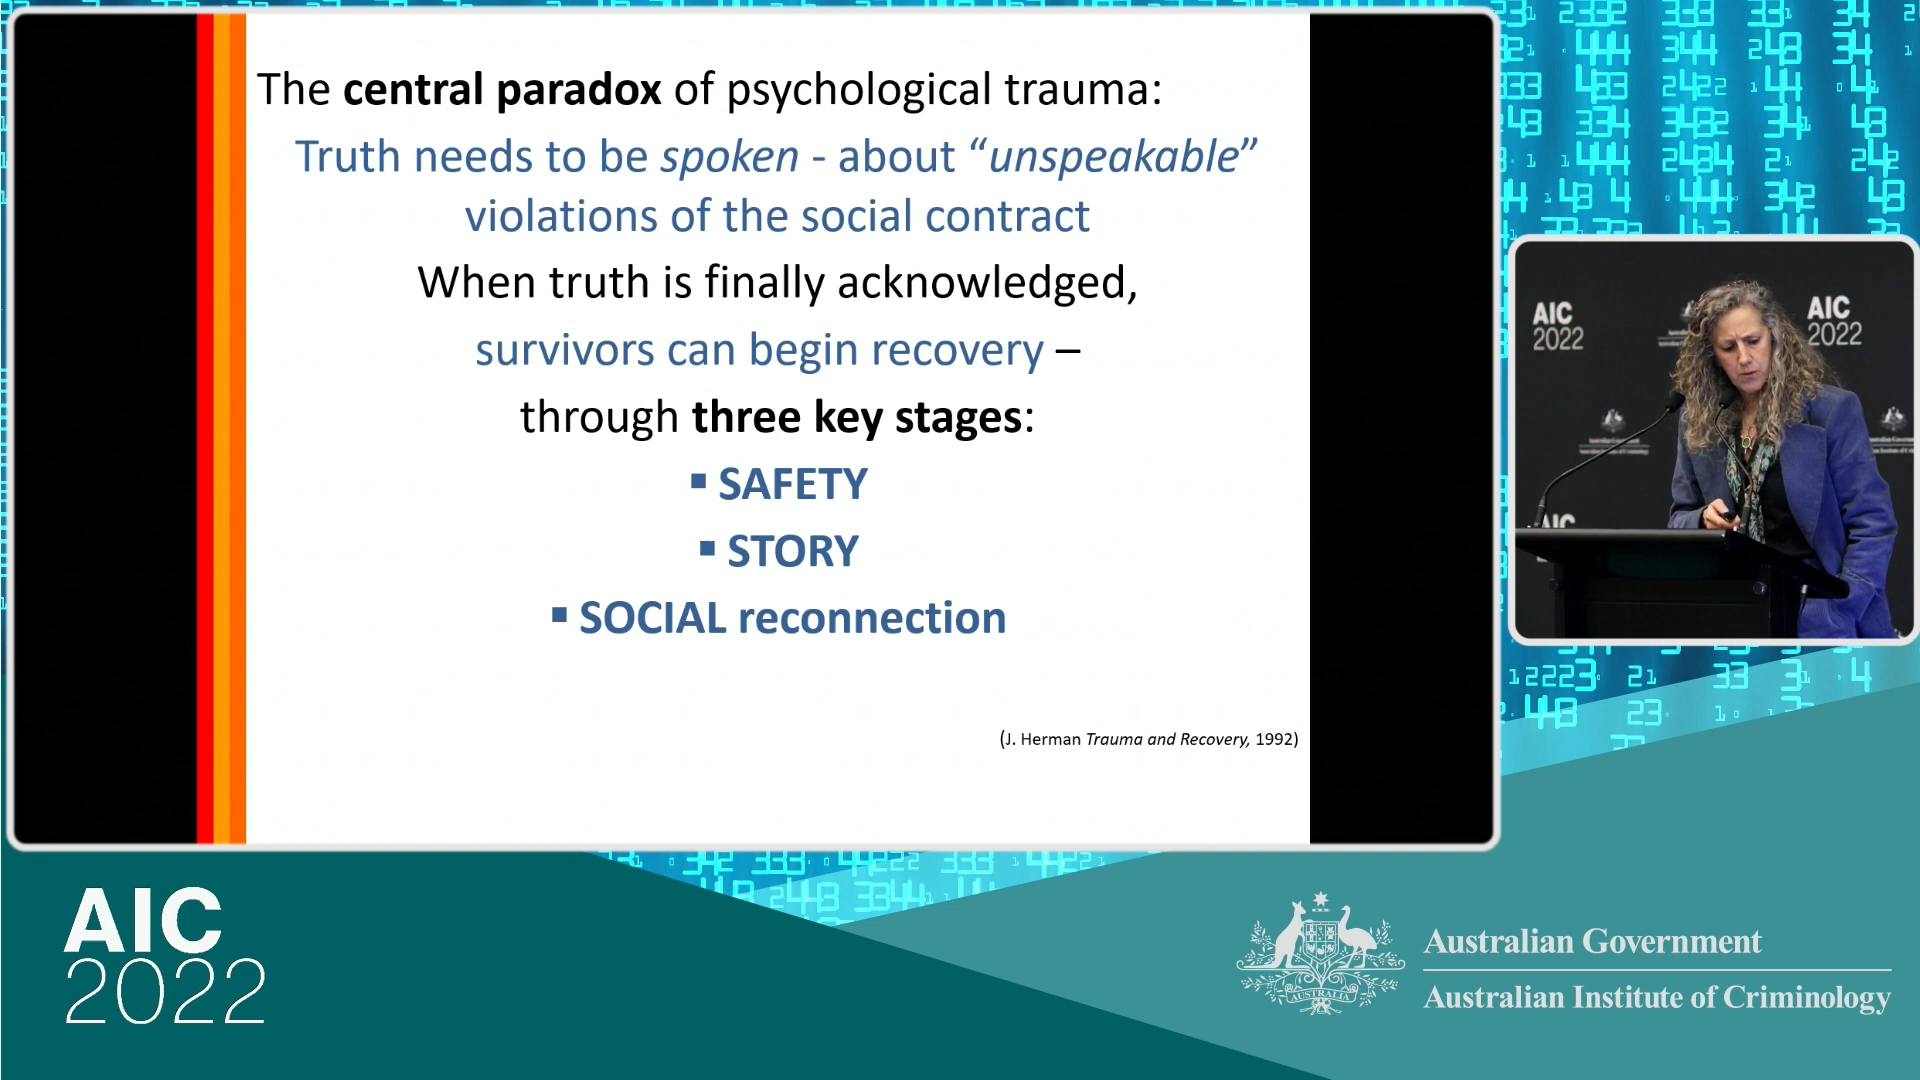 The central paradox of psychological trauma:
Truth needs to be spoken - about “unspeakable”
violations of the social contract
When truth is finally acknowledged,
survivors can begin recovery –
through three key stages:
▪ SAFETY
▪ STORY
▪ SOCIAL reconnection
(J. Herman Trauma and Recovery, 1992)
AIC
2022
AIC
2022
AIC
AIC
2022
AUSTRALIA
Australian Government
Australian Institute of Criminology